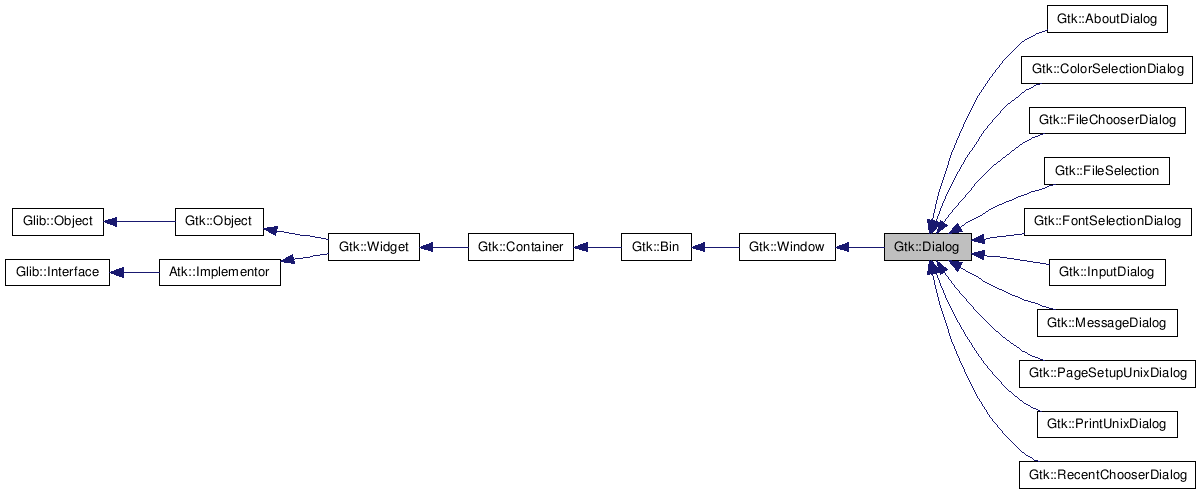 Gtk::AboutDialog
Gtk::ColorSelectionDialog
Gtk::FileChooserDialog
Gtk::FileSelection
Glib::Object
Gtk::Object
Gtk::FontSelectionDialog
Gtk::Widget
Gtk::Container
Gtk::Bin
Gtk::Window
Gtk::Dialog
Glib::Interface
Atk::Implementor
Gtk::InputDialog
Gtk::MessageDialog
Gtk::PageSetupUnixDialog
Gtk::PrintUnixDialog
Gtk::RecentChooserDialog